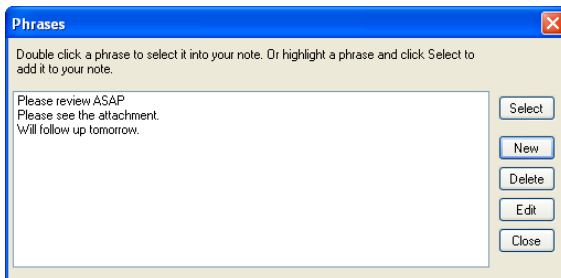 Phrases
Double click a phrase to select it into your note. Or highlight a phrase and click Select to
add it to your note.
Please review ASAP
Please see the attachment.
Will follow up tomorrow.
Select
New
Delete
Edit
Close